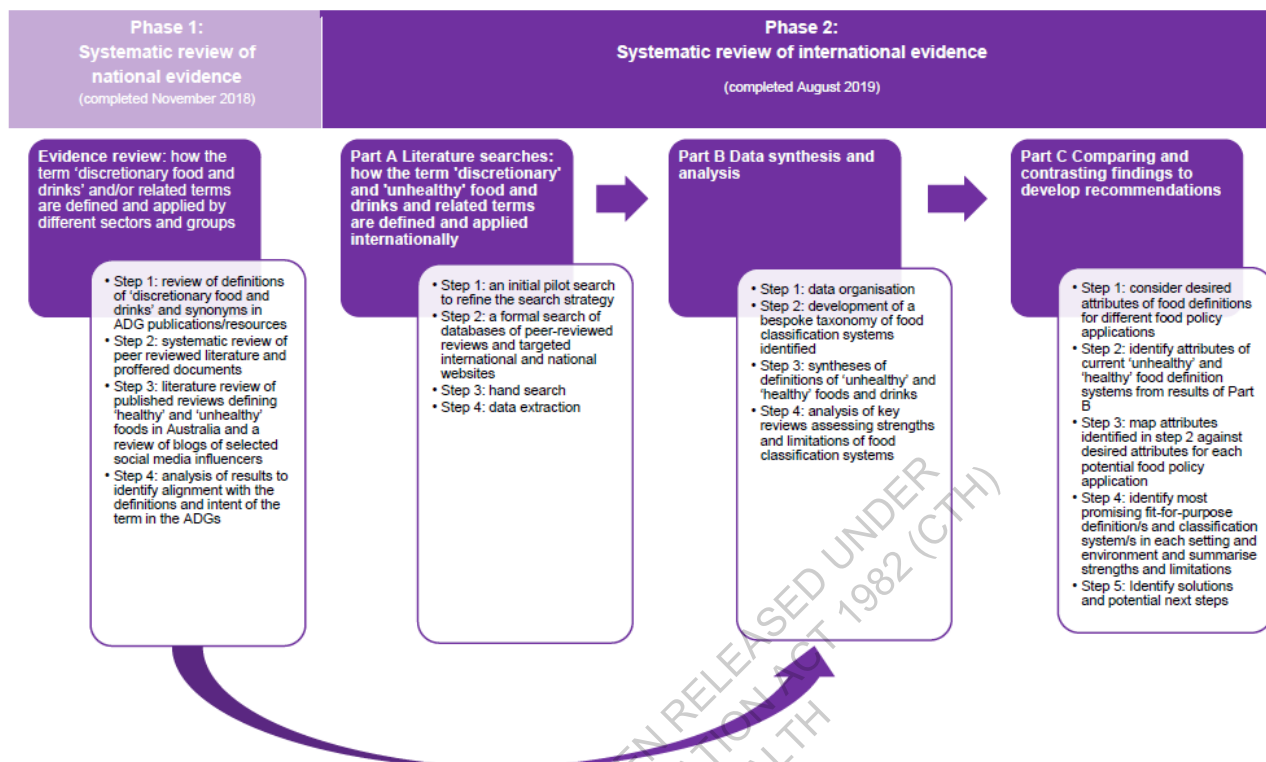 Phase 1:
Systematic review of
national evidence
(completed November 2018)
Phase 2:
Systematic review of international evidence
(completed August 2019)
Evidence review: how the
term 'discretionary food and
drinks' and/or related terms
are defined and applied by
different sectors and groups
• Step 1: review of definitions
of 'discretionary food and
drinks' and synonyms in
ADG publications/resources
• Step 2: systematic review of
peer reviewed literature and
proffered documents
• Step 3: literature review of
published reviews defining
'healthy' and 'unhealthy'
foods in Australia and a
review of blogs of selected
social media influencers
• Step 4: analysis of results to
identify alignment with the
definitions and intent of the
term in the ADGs
Part A Literature searches:
how the term 'discretionary'
and 'unhealthy' food and
drinks and related terms
are defined and applied
internationally
• Step 1: an initial pilot search
to refine the search strategy
• Step 2: a formal search of
databases of peer-reviewed
reviews and targeted
international and national
websites
• Step 3: hand search
• Step 4: data extraction
Part B Data synthesis and
analysis
• Step 1: data organisation
• Step 2: development of a
bespoke taxonomy of food
classification systems
identified
• Step 3: syntheses of
definitions of 'unhealthy' and
'healthy' foods and drinks
• Step 4: analysis of key
reviews assessing strengths
and limitations of food
classification systems
Part C Comparing and
contrasting findings to
develop recommendations
• Step 1: consider desired
attributes of food definitions
for different food policy
applications
• Step 2: identify attributes of
current 'unhealthy' and
'healthy' food definition
systems from results of Part
B
• Step 3: map attributes
identified in step 2 against
desired attributes for each
potential food policy
application
• Step 4: identify most
promising fit-for-purpose
definition/s and classification
system/s in each setting and
environment and summarise
strengths and limitations
• Step 5: Identify solutions
and potential next steps
RELEASED UNDER
ACT 1982 (CTH)